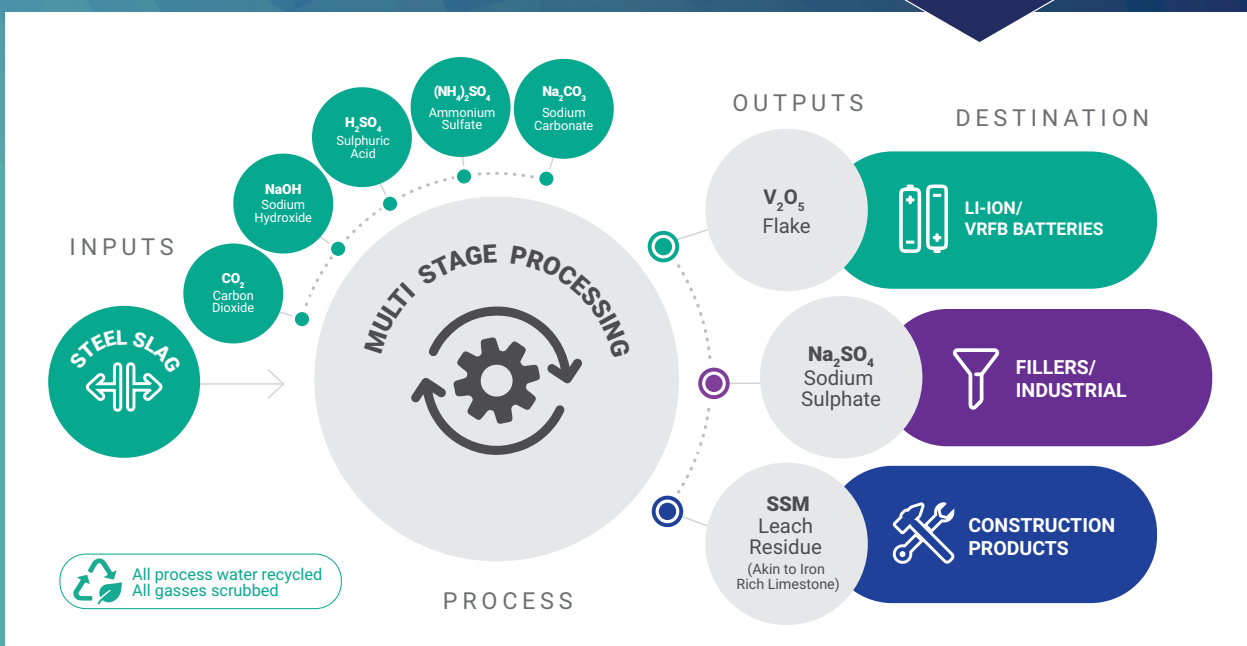 INPUTS
STEEL SLAG
CO₂
Carbon
Dioxide
NaOH
Sodium
Hydroxide
H₂SO₄
Sulphuric
Acid
(NH₄)₂SO₄
Ammonium
Sulfate
Na₂CO₃
Sodium
Carbonate
MULTI STAGE PROCESSING
PROCESS
OUTPUTS
DESTINATION
V₂O₅
Flake
LI-ION/
VRFB BATTERIES
Na₂SO₄
Sodium
Sulphate
FILLERS/
INDUSTRIAL
SSM
Leach
Residue
(Akin to Iron
Rich Limestone)
CONSTRUCTION
PRODUCTS
All process water recycled
All gasses scrubbed